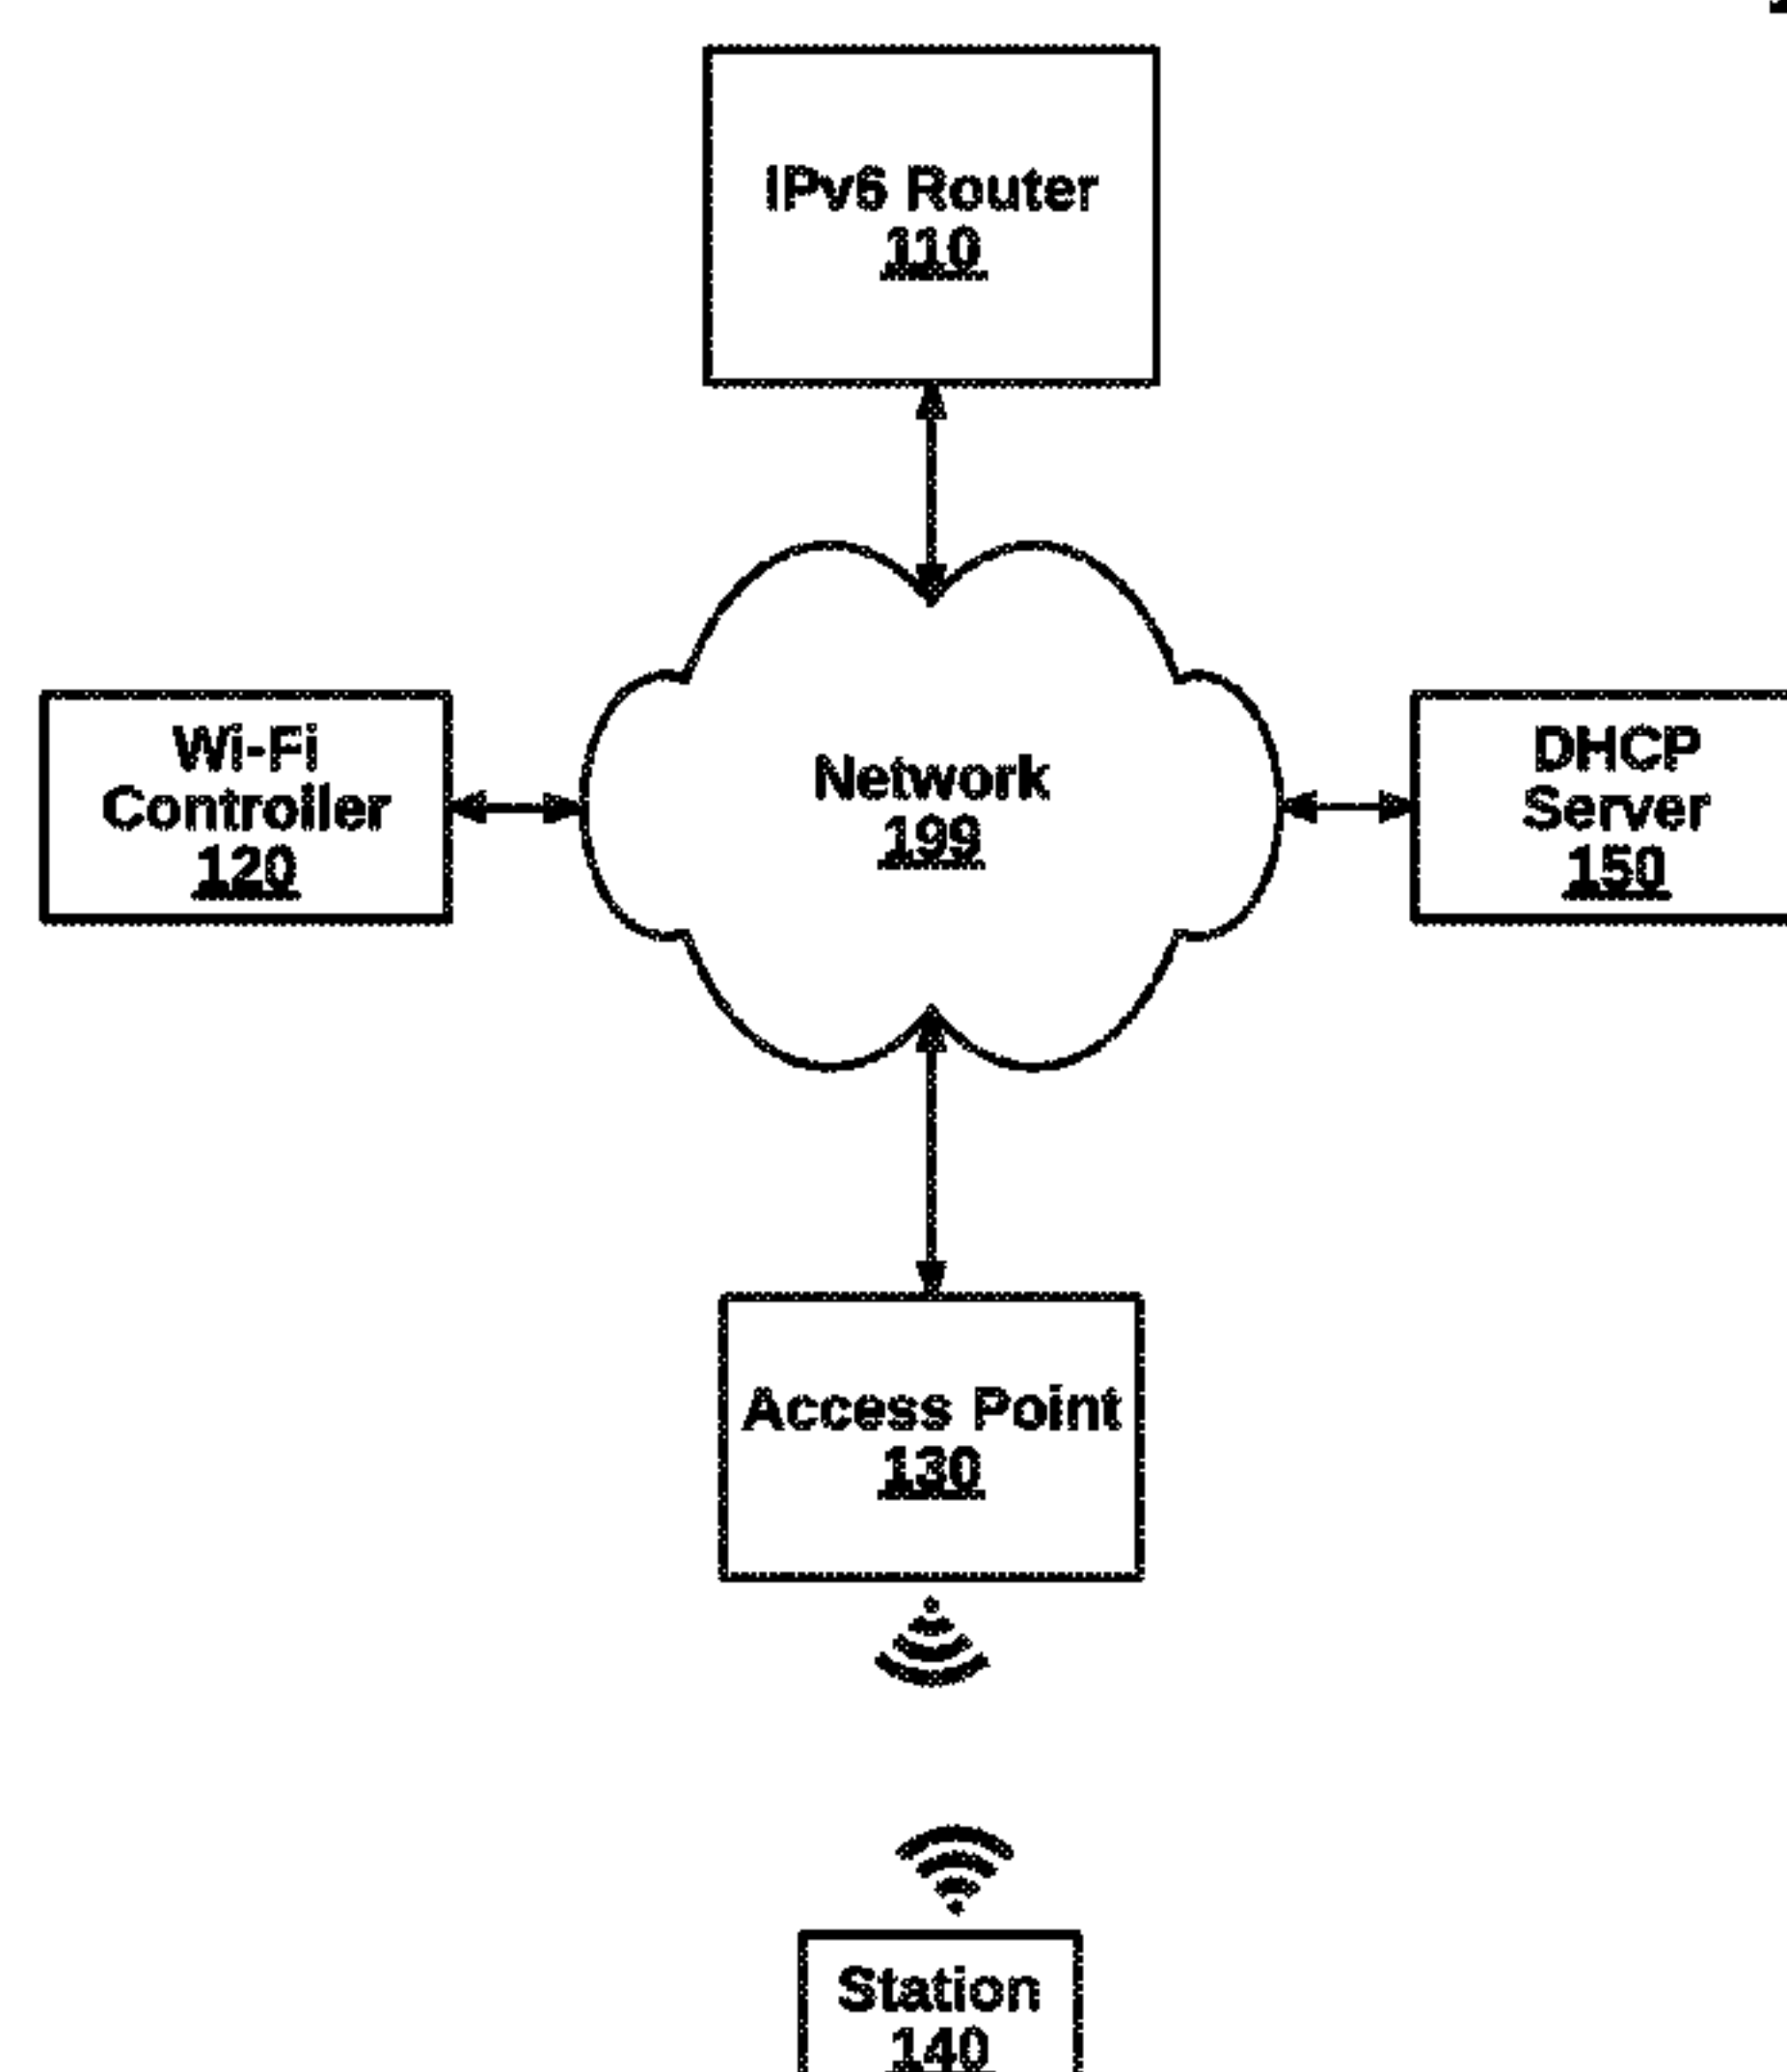 IPv6 Router
110
Wi-Fi
Controller
120
Network
199
DHCP
Server
150
Access Point
130
Station
140